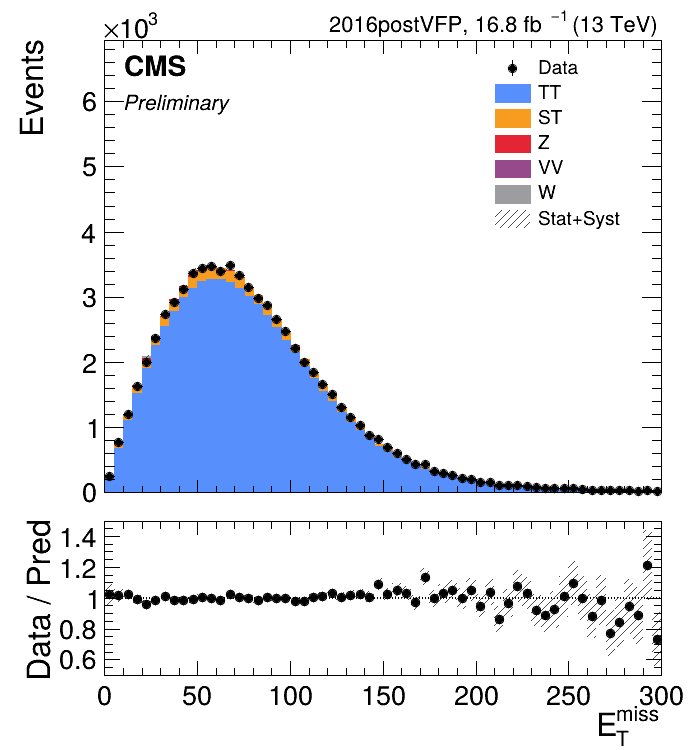 ×10³
2016postVFP, 16.8 fb⁻¹ (13 TeV)
CMS
Preliminary
Events
6
5
4
3
2
1
0
Data
TT
ST
Z
VV
W
Stat+Syst
Data / Pred
1.4
1.2
1
0.8
0.6
0 50 100 150 200 250 300
E_T^miss